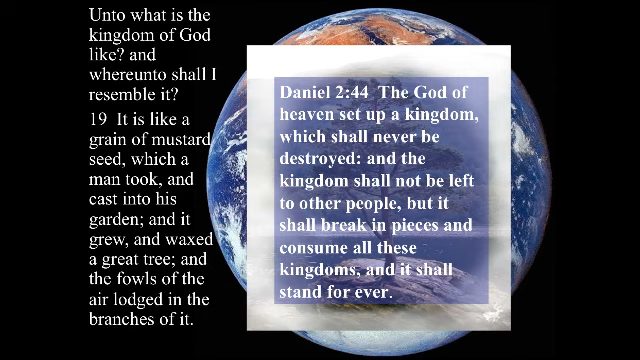 Unto what is the
kingdom of God
like? and
whereunto shall I
resemble it?
19 It is like a
grain of mustard
seed, which a
man took, and
cast into his
garden; and it
grew, and waxed
a great tree; and
the fowls of the
air lodged in the
branches of it.
Daniel 2:44 The God of
heaven set up a kingdom,
which shall never be
destroyed: and the
kingdom shall not be left
to other people, but it
shall break in pieces and
consume all these
kingdoms, and it shall
stand for ever.